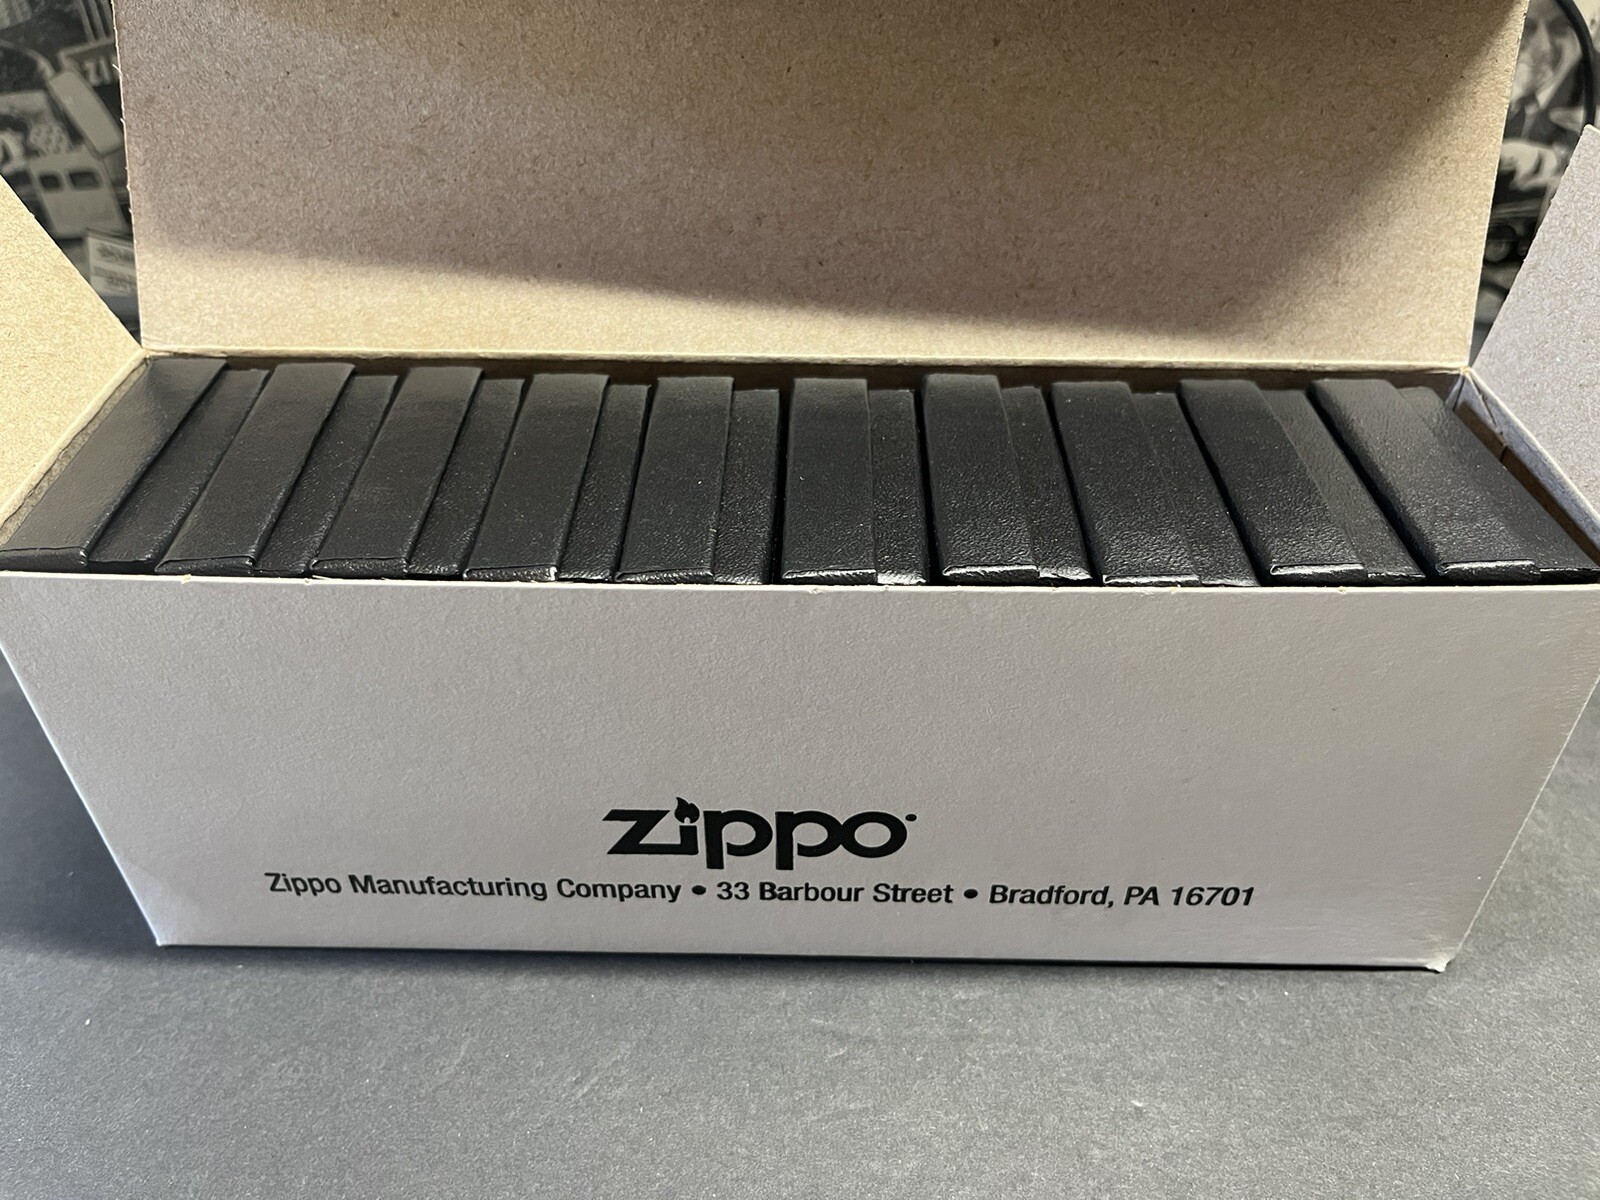 zippo
Zippo Manufacturing Company • 33 Barbour Street • Bradford, PA 16701